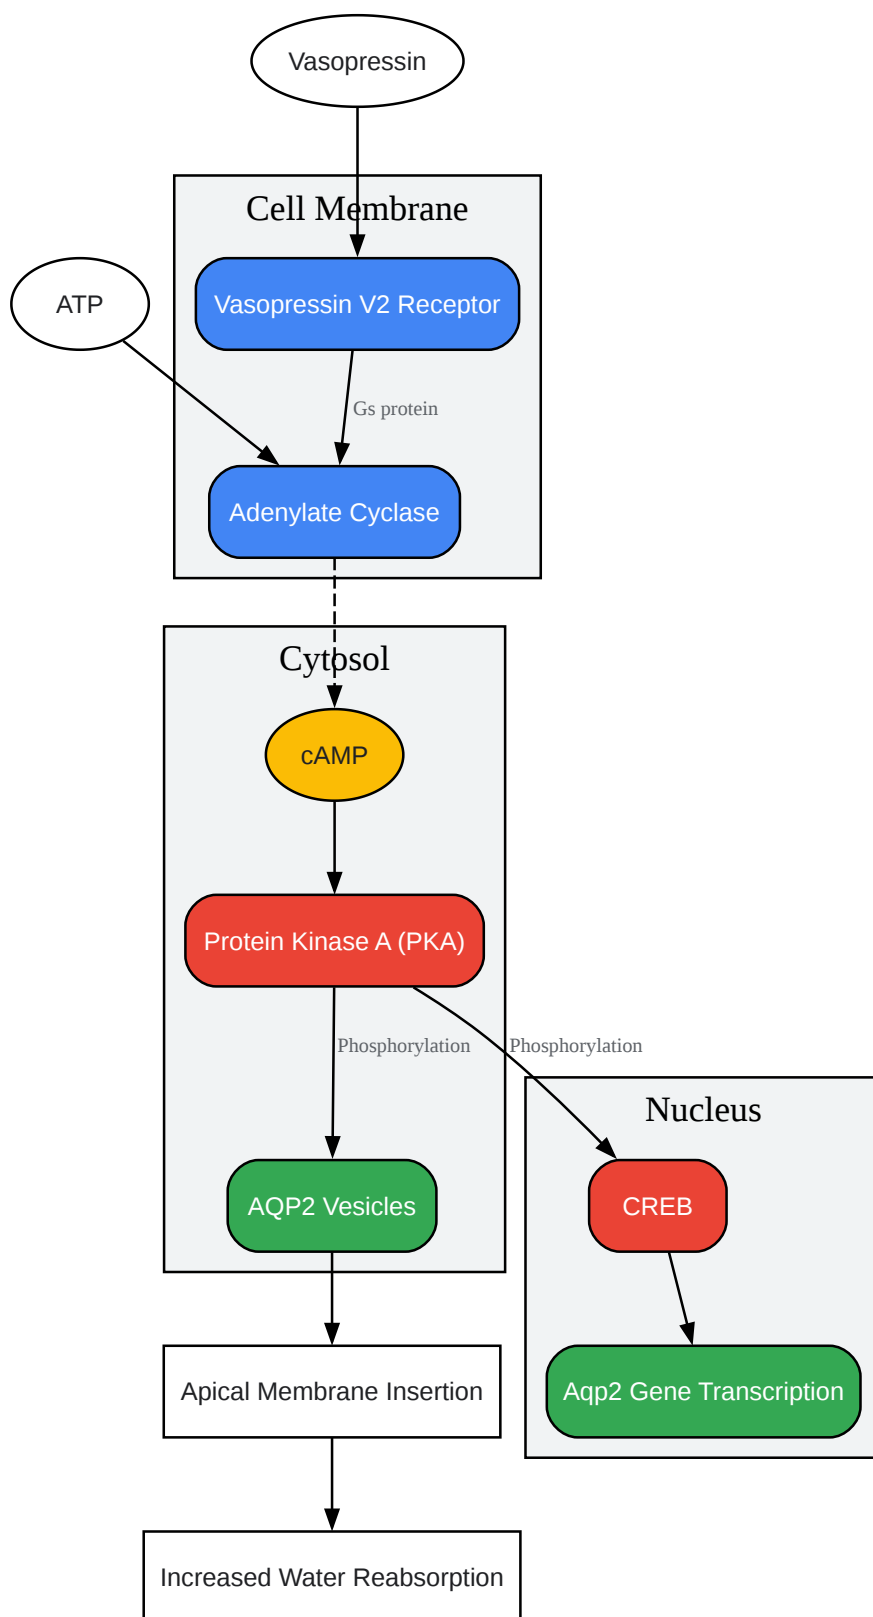 Vasopressin
Cell Membrane
ATP
Vasopressin V2 Receptor
Gs protein
Adenylate Cyclase
Cytosol
cAMP
Protein Kinase A (PKA)
Phosphorylation
Phosphorylation
Nucleus
AQP2 Vesicles
CREB
Apical Membrane Insertion
Aqp2 Gene Transcription
Increased Water Reabsorption